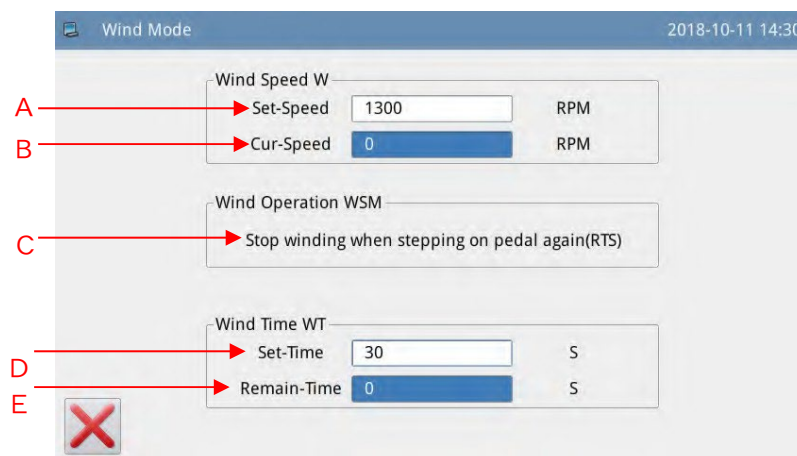 Wind Mode 2018-10-11 14:30
Wind Speed W
A Set-Speed 1300 RPM
B Cur-Speed 0 RPM
Wind Operation WSM
C Stop winding when stepping on pedal again(RTS)
Wind Time WT
D Set-Time 30 S
E Remain-Time 0 S